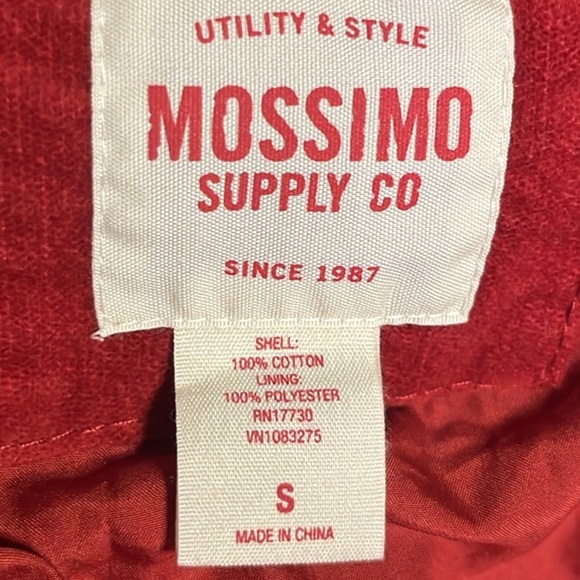 UTILITY & STYLE
MOSSIMO
SUPPLY CO
SINCE 1987
SHELL:
100% COTTON
LINING:
100% POLYESTER
RN17730
VN1083275
S
MADE IN CHINA